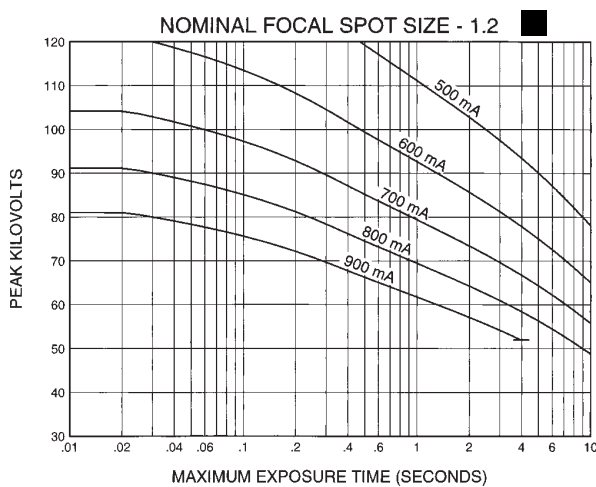 NOMINAL FOCAL SPOT SIZE - 1.2
120
110
100
90
80
70
60
50
40
30
PEAK KILOVOLTS
500 mA
600 mA
700 mA
800 mA
900 mA
.01 .02 .04 .06 .1 .2 .4 .6 1 2 4 6 10
MAXIMUM EXPOSURE TIME (SECONDS)